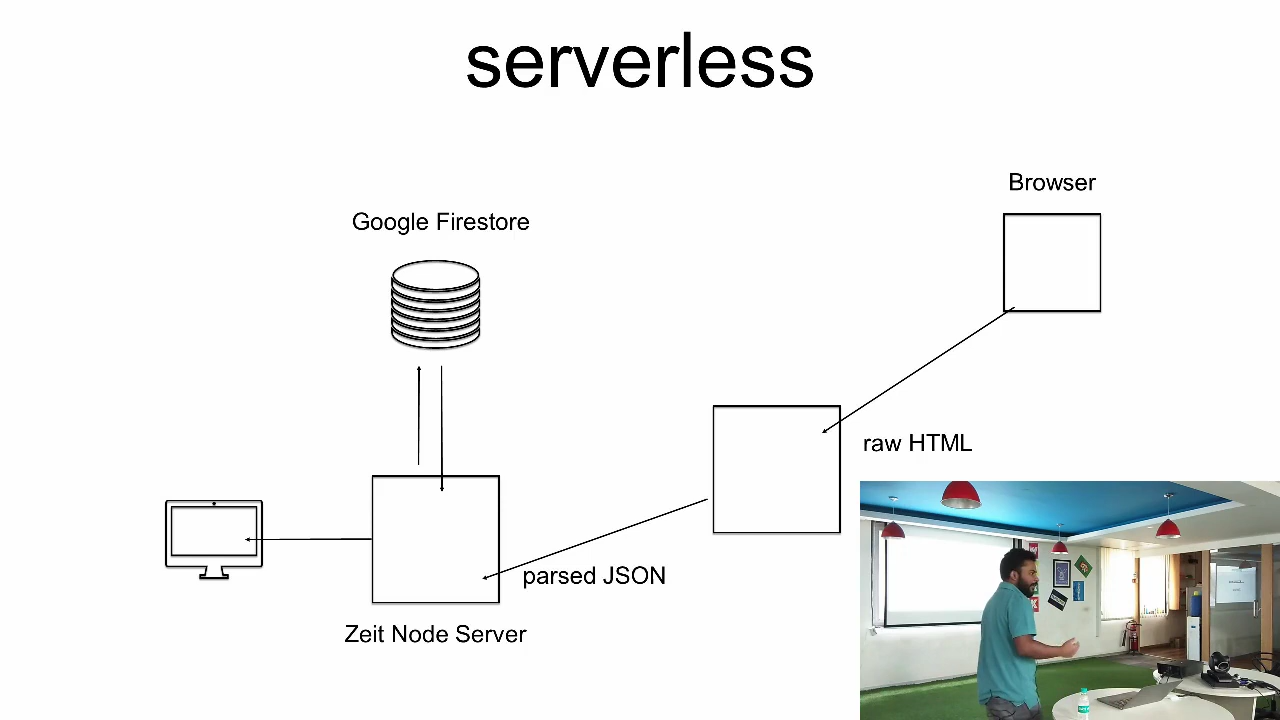 serverless
Browser
Google Firestore
raw HTML
parsed JSON
Zeit Node Server